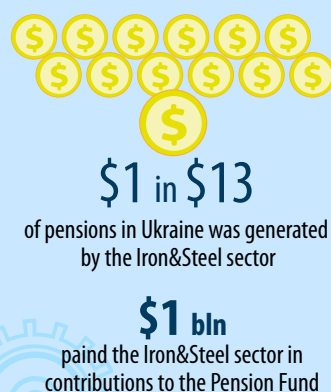 $ $ $ $ $ $
$ $ $ $ $ $
$
$1 in $13
of pensions in Ukraine was generated
by the Iron&Steel sector
$1 bln
paind the Iron&Steel sector in
contributions to the Pension Fund